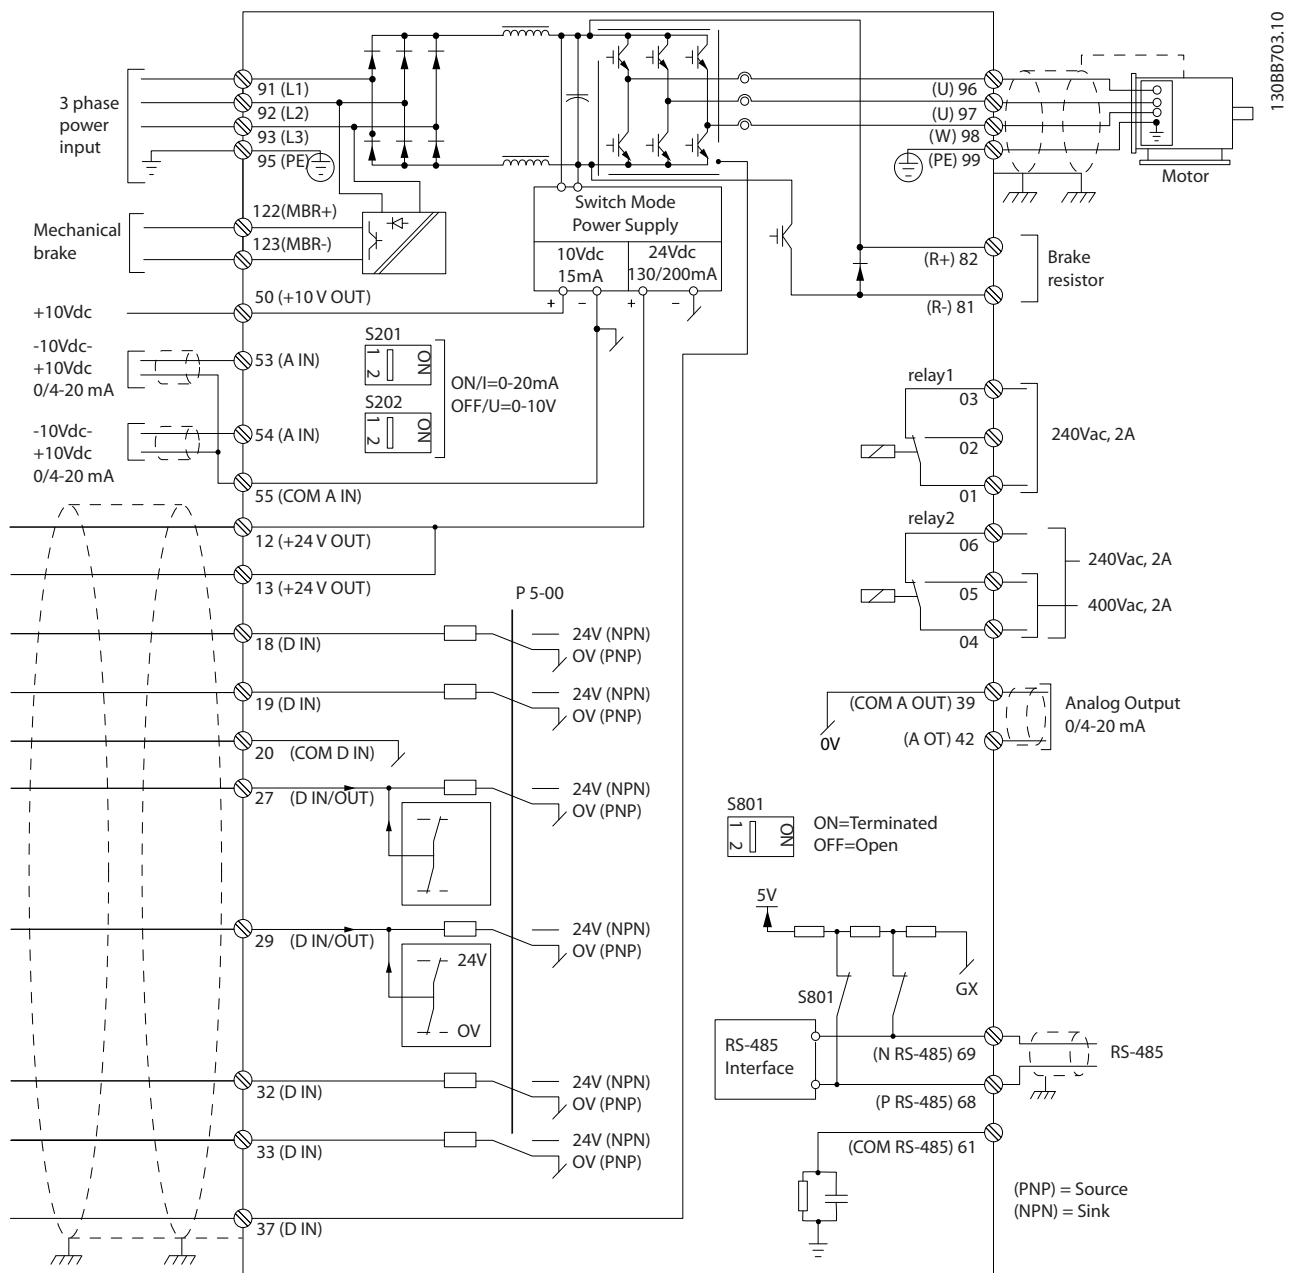 130BB703.10
3 phase
power
input
91 (L1)
92 (L2)
93 (L3)
95 (PE)
(U) 96
(U) 97
(W) 98
(PE) 99
Motor
Switch Mode
Power Supply
10Vdc
15mA
24Vdc
130/200mA
+ − + −
Mechanical
brake
122(MBR+)
123(MBR-)
(R+) 82
(R-) 81
Brake
resistor
+10Vdc
50 (+10 V OUT)
-10Vdc-
+10Vdc
0/4-20 mA
53 (A IN)
S201
1 2 ON
S202
1 2 ON
ON/I=0-20mA
OFF/U=0-10V
-10Vdc-
+10Vdc
0/4-20 mA
54 (A IN)
55 (COM A IN)
relay1
03
02
01
240Vac, 2A
relay2
06
05
04
240Vac, 2A
400Vac, 2A
12 (+24 V OUT)
13 (+24 V OUT)
P 5-00
18 (D IN)
24V (NPN)
OV (PNP)
19 (D IN)
24V (NPN)
OV (PNP)
20 (COM D IN)
27 (D IN/OUT)
24V (NPN)
OV (PNP)
29 (D IN/OUT)
24V (NPN)
OV (PNP)
24V
OV
32 (D IN)
24V (NPN)
OV (PNP)
33 (D IN)
24V (NPN)
OV (PNP)
37 (D IN)
(COM A OUT) 39
0V
(A OT) 42
Analog Output
0/4-20 mA
S801
1 2 ON
ON=Terminated
OFF=Open
5V
GX
S801
RS-485
Interface
(N RS-485) 69
(P RS-485) 68
RS-485
(COM RS-485) 61
(PNP) = Source
(NPN) = Sink